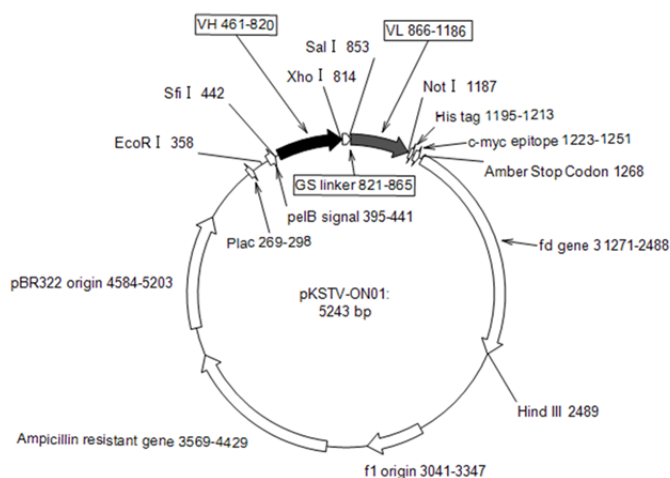 VH 461-820
Sal I 853
VL 866-1186
Xho I 814
Not I 1187
Sfi I 442
His tag 1195-1213
EcoR I 358
c-myc epitope 1223-1251
GS linker 821-865
Amber Stop Codon 1268
pelB signal 395-441
Plac 269-298
fd gene 3 1271-2488
pBR322 origin 4584-5203
pKSTV-ON01:
5243 bp
Hind III 2489
Ampicillin resistant gene 3569-4429
f1 origin 3041-3347